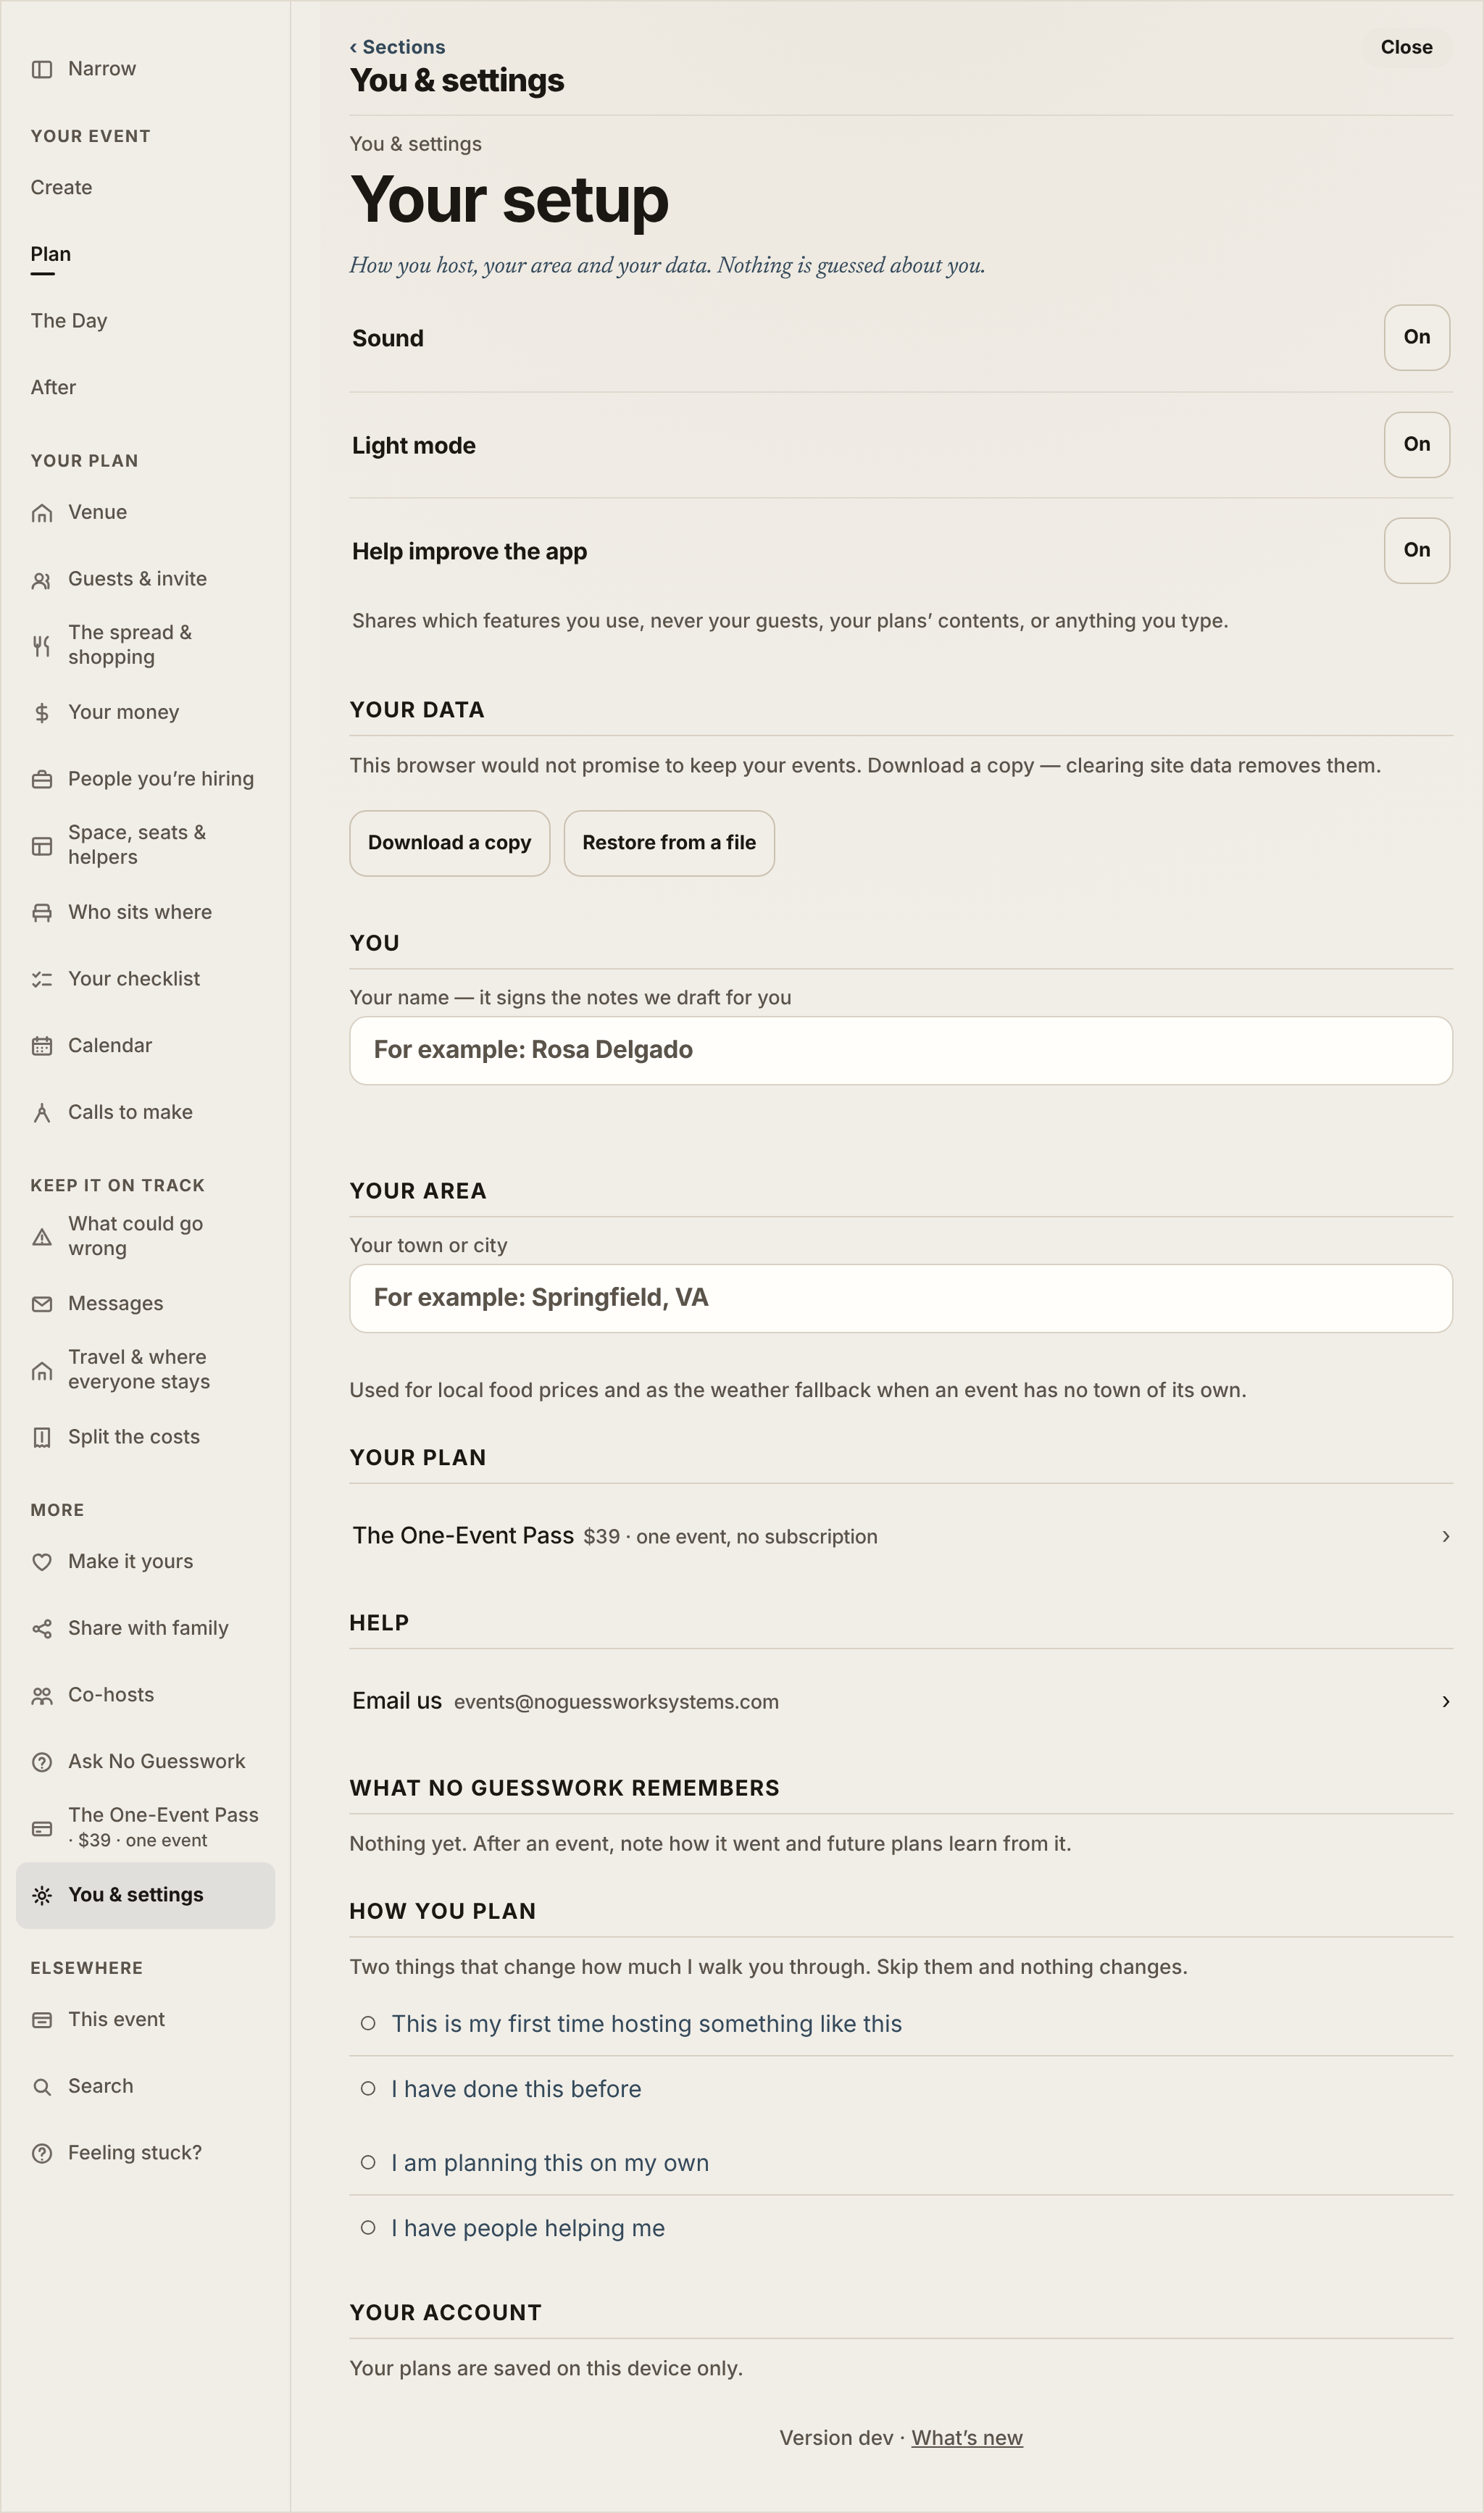 Narrow
YOUR EVENT
Create
Plan
The Day
After
YOUR PLAN
Venue
Guests & invite
The spread &
shopping
Your money
People you’re hiring
Space, seats &
helpers
Who sits where
Your checklist
Calendar
Calls to make
KEEP IT ON TRACK
What could go
wrong
Messages
Travel & where
everyone stays
Split the costs
MORE
Make it yours
Share with family
Co-hosts
Ask No Guesswork
The One-Event Pass
· $39 · one event
You & settings
ELSEWHERE
This event
Search
Feeling stuck?
‹ Sections
Close
You & settings
You & settings
Your setup
How you host, your area and your data. Nothing is guessed about you.
Sound On
Light mode On
Help improve the app On
Shares which features you use, never your guests, your plans’ contents, or anything you type.
YOUR DATA
This browser would not promise to keep your events. Download a copy — clearing site data removes them.
Download a copy Restore from a file
YOU
Your name — it signs the notes we draft for you
For example: Rosa Delgado
YOUR AREA
Your town or city
For example: Springfield, VA
Used for local food prices and as the weather fallback when an event has no town of its own.
YOUR PLAN
The One-Event Pass $39 · one event, no subscription ›
HELP
Email us events@noguessworksystems.com ›
WHAT NO GUESSWORK REMEMBERS
Nothing yet. After an event, note how it went and future plans learn from it.
HOW YOU PLAN
Two things that change how much I walk you through. Skip them and nothing changes.
This is my first time hosting something like this
I have done this before
I am planning this on my own
I have people helping me
YOUR ACCOUNT
Your plans are saved on this device only.
Version dev · What’s new